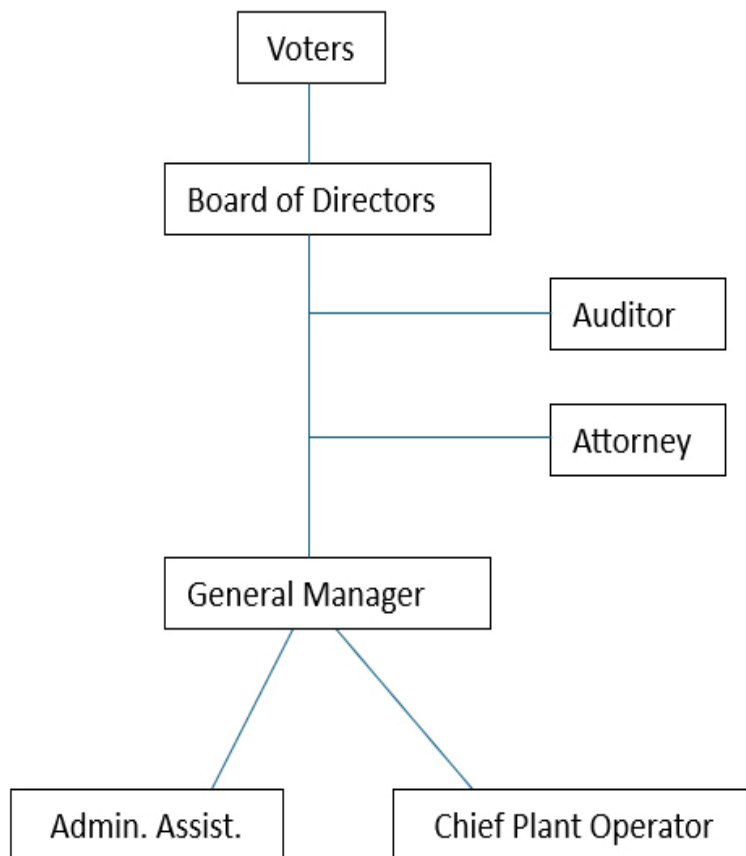 Voters
Board of Directors
Auditor
Attorney
General Manager
Admin. Assist.
Chief Plant Operator